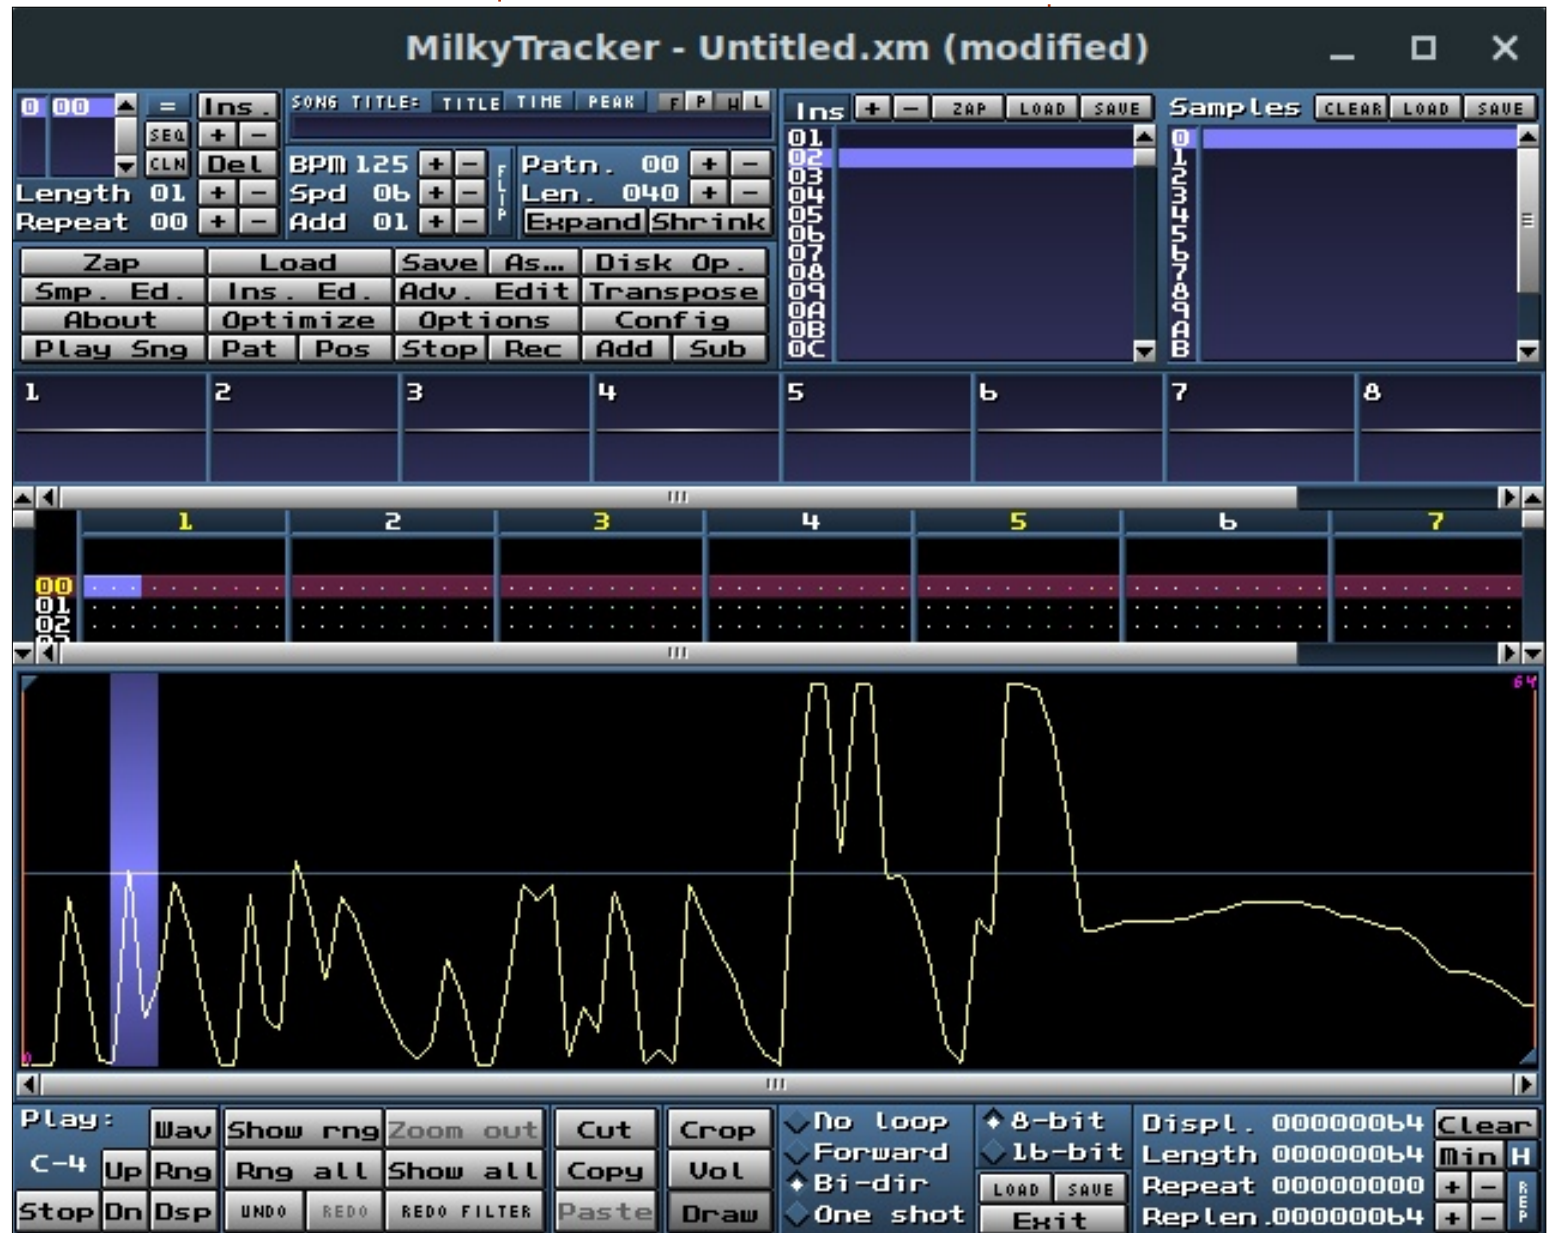 MilkyTracker - Untitled.xm (modified)
0 00 = Ins. SONG TITLE: TITLE TIME PEAK F P W L Ins + - ZAP LOAD SAVE Samples CLEAR LOAD SAVE
SEQ + -
CLN Del BPM 125 + - FLIP Patn. 00 + -
Length 01 + - Spd 06 + - Len. 040 + -
Repeat 00 + - Add 01 + - Expand Shrink
01
02
03
04
05
06
07
08
09
0A
0B
0C
0
1
2
3
4
5
6
7
8
9
A
B
Zap Load Save As... Disk Op.
Smp. Ed. Ins. Ed. Adv. Edit Transpose
About Optimize Options Config
Play Sng Pat Pos Stop Rec Add Sub
1 2 3 4 5 6 7 8
1 2 3 4 5 6 7
00
01
02
64
0
Play: Wav Show rng Zoom out Cut Crop No loop 8-bit Displ. 00000064 Clear
C-4 Up Rng Rng all Show all Copy Vol Forward 16-bit Length 00000064 Min H
Bi-dir LOAD SAVE Repeat 00000000 + - REP
Stop Dn Dsp UNDO REDO REDO FILTER Paste Draw One shot Exit Replen.00000064 + -